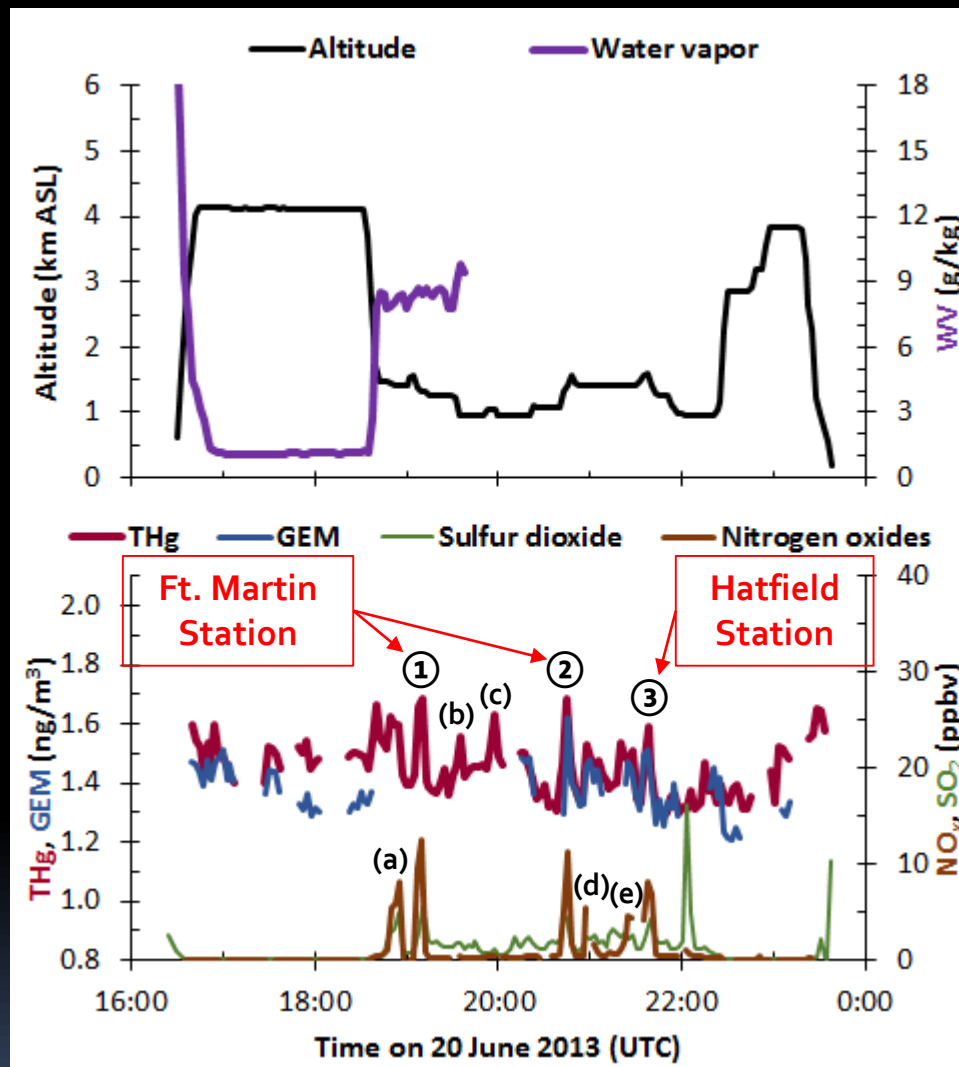 Altitude
Water vapor
6
5
4
3
2
1
0
Altitude (km ASL)
18
15
12
9
6
3
0
WV (g/kg)
THg
GEM
Sulfur dioxide
Nitrogen oxides
Ft. Martin
Station
Hatfield
Station
①
②
③
(a)
(b)
(c)
(d)
(e)
2.0
1.8
1.6
1.4
1.2
1.0
0.8
THg, GEM (ng/m³)
40
30
20
10
0
NOₓ, SO₂ (ppbv)
16:00
18:00
20:00
22:00
0:00
Time on 20 June 2013 (UTC)